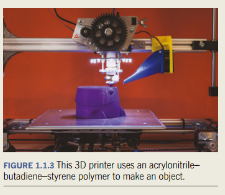 FIGURE 1.1.3 This 3D printer uses an acrylonitrile–
butadiene–styrene polymer to make an object.